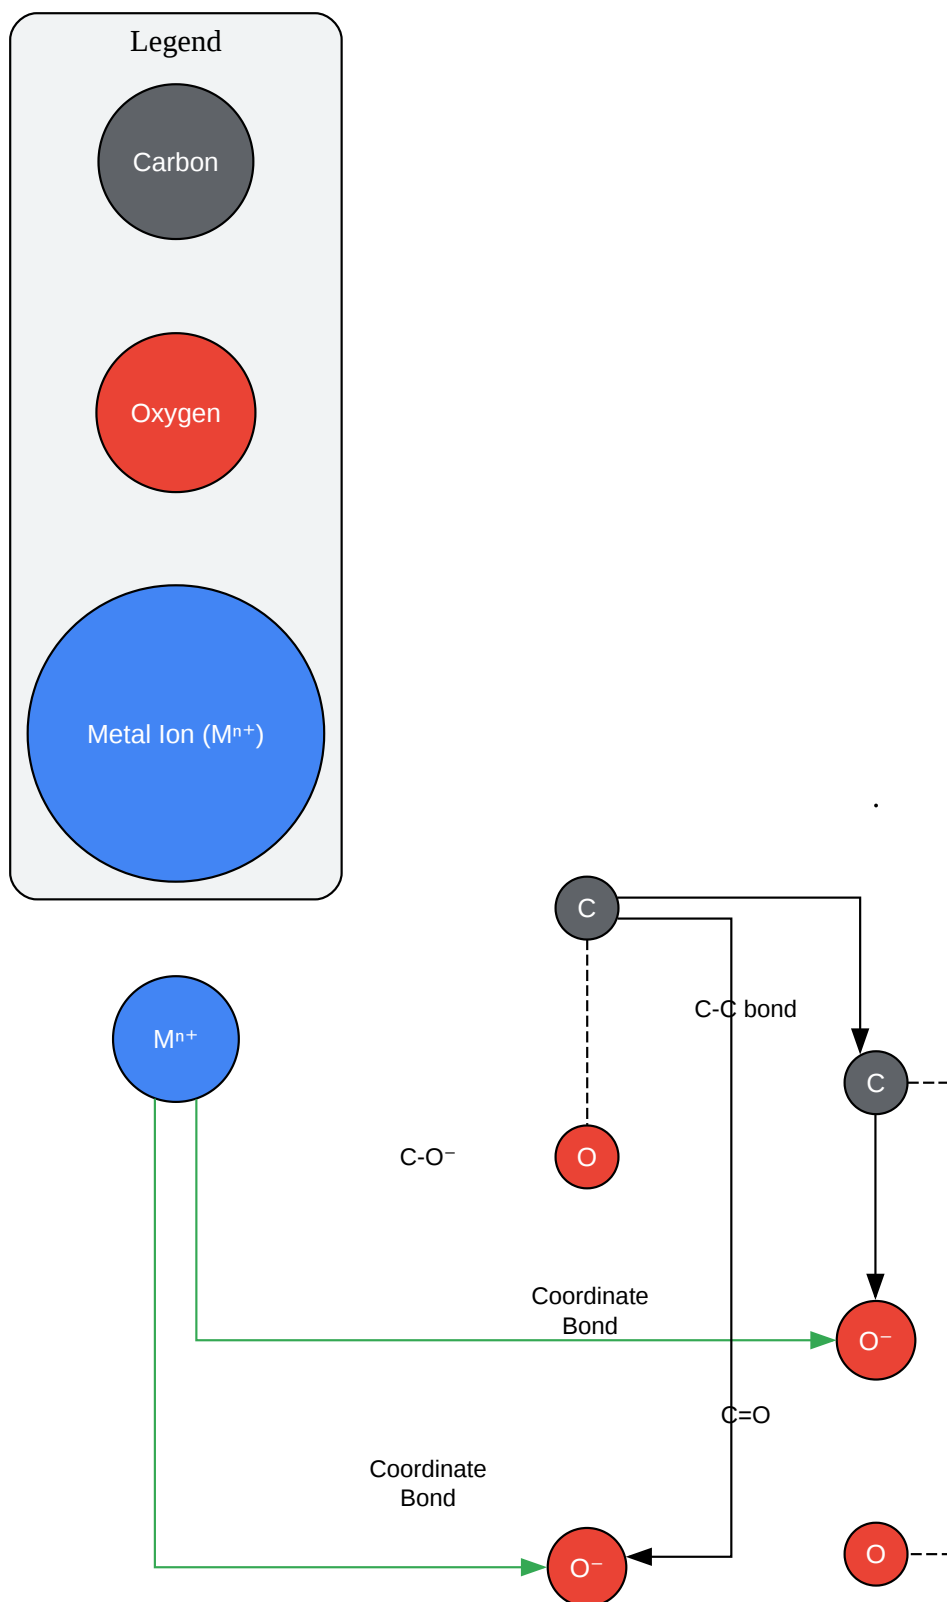 Legend
Carbon
Oxygen
Metal Ion (Mⁿ⁺)
C
C-C bond
Mⁿ⁺
C
C-O⁻
O
Coordinate
Bond
O⁻
C=O
Coordinate
Bond
O⁻
O